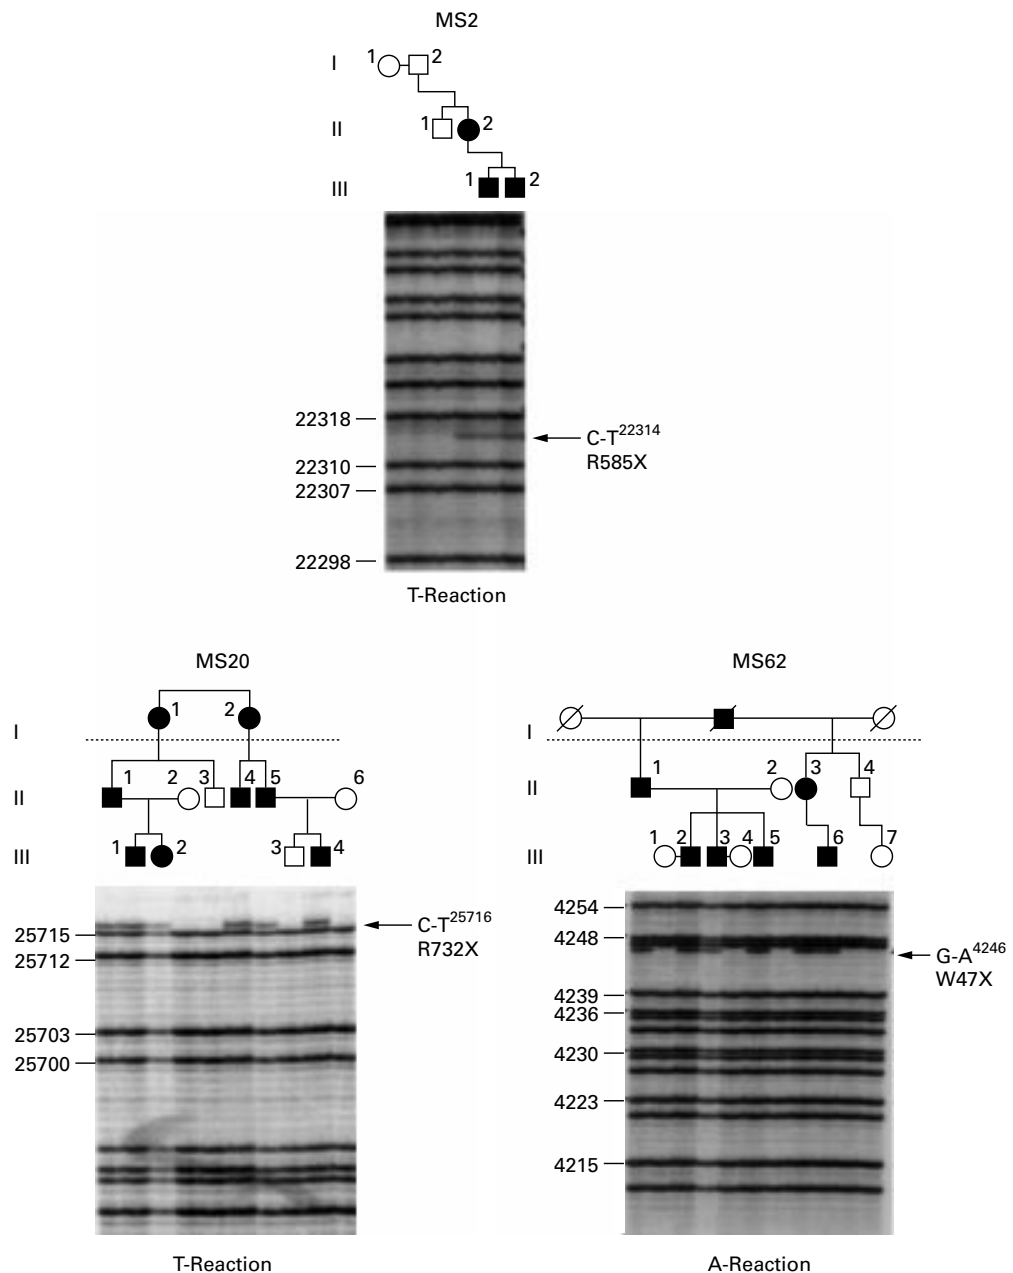 MS2
I
1 2
II
1 2
III
1 2
22318
C-T22314
R585X
22310
22307
22298
T-Reaction
MS20
I
1 2
II
1 2 3 4 5 6
III
1 2 3 4
C-T25716
R732X
25715
25712
25703
25700
T-Reaction
MS62
I
II
1 2 3 4
III
1 2 3 4 5 6 7
4254
4248
G-A4246
W47X
4239
4236
4230
4223
4215
A-Reaction